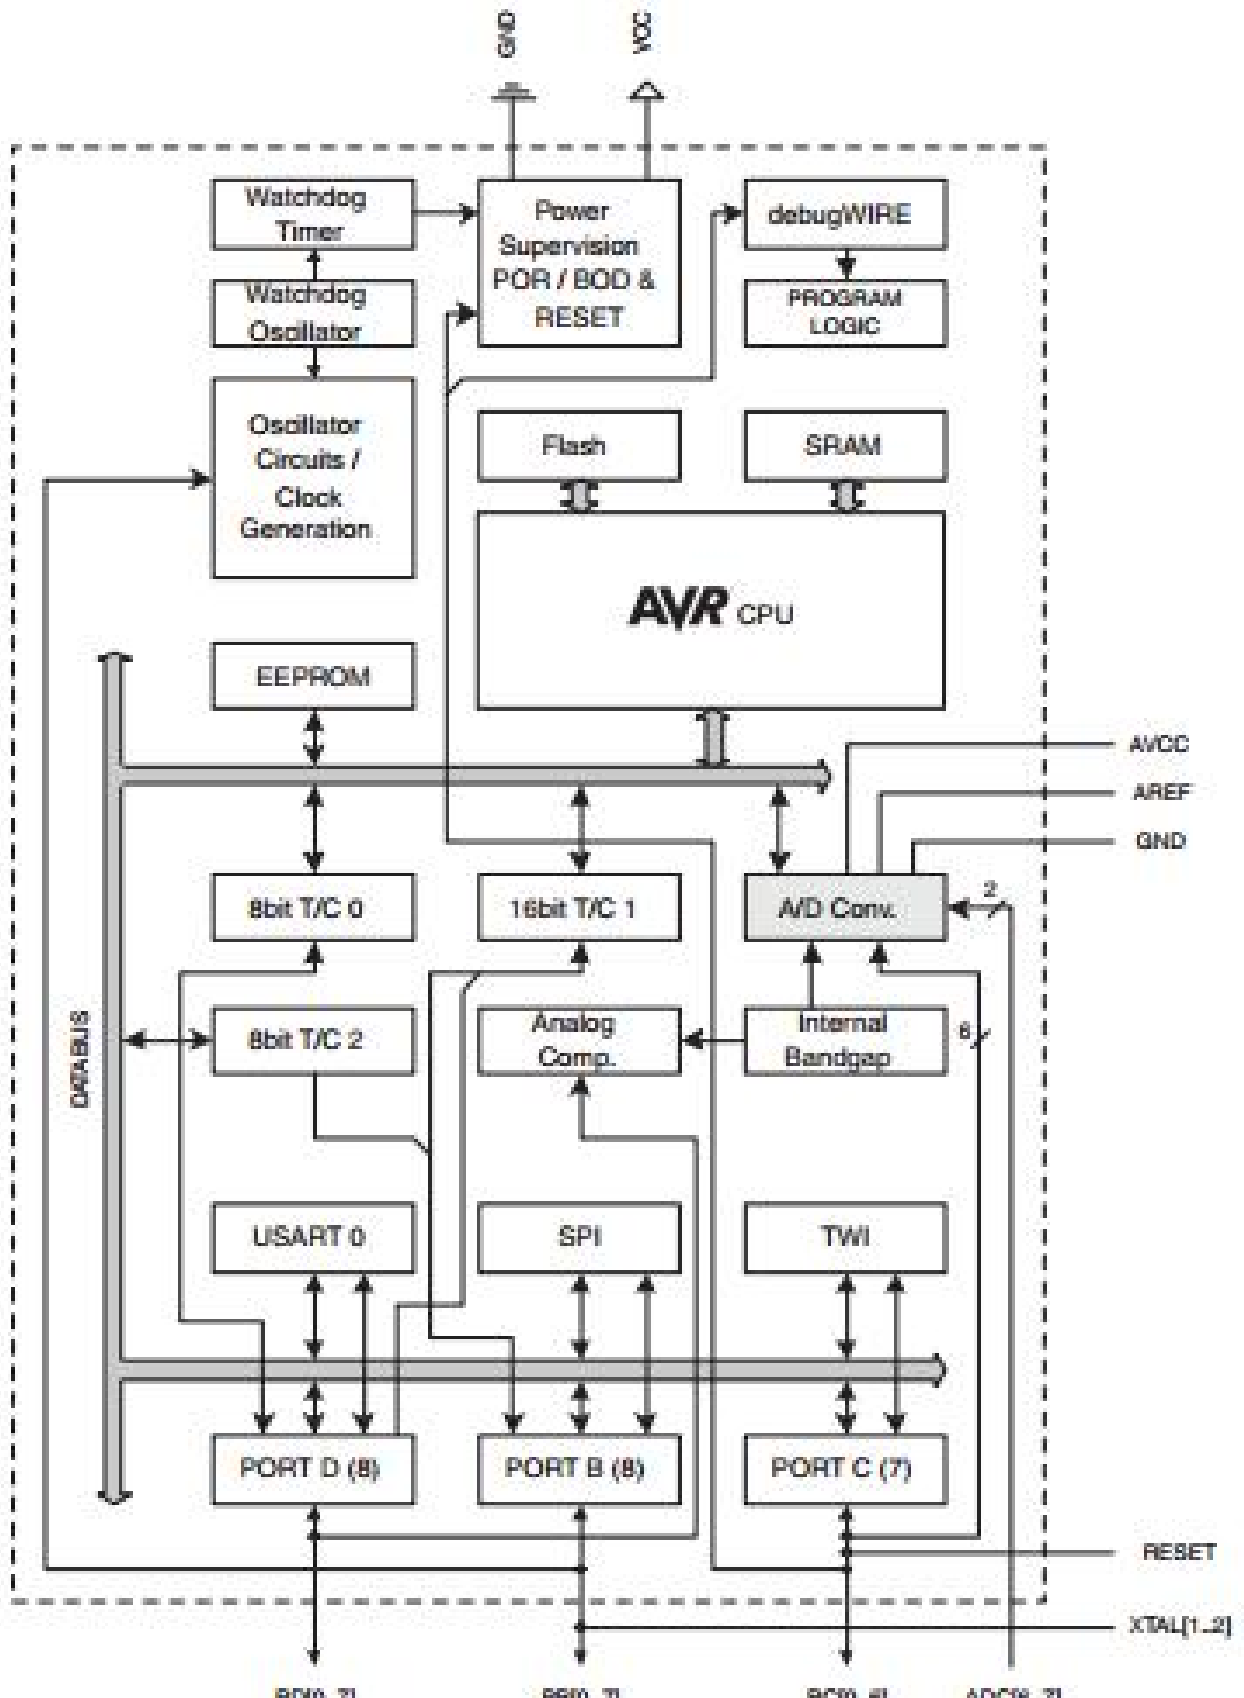 GND
VCC
Watchdog
Timer
Power
Supervision
POR / BOD &
RESET
debugWIRE
Watchdog
Oscillator
PROGRAM
LOGIC
Oscillator
Circuits /
Clock
Generation
Flash
SRAM
AVR CPU
EEPROM
AVCC
AREF
GND
8bit T/C 0
16bit T/C 1
A/D Conv.
2
DATABUS
8bit T/C 2
Analog
Comp.
Internal
Bandgap
6
USART 0
SPI
TWI
PORT D (8)
PORT B (8)
PORT C (7)
RESET
XTAL[1..2]